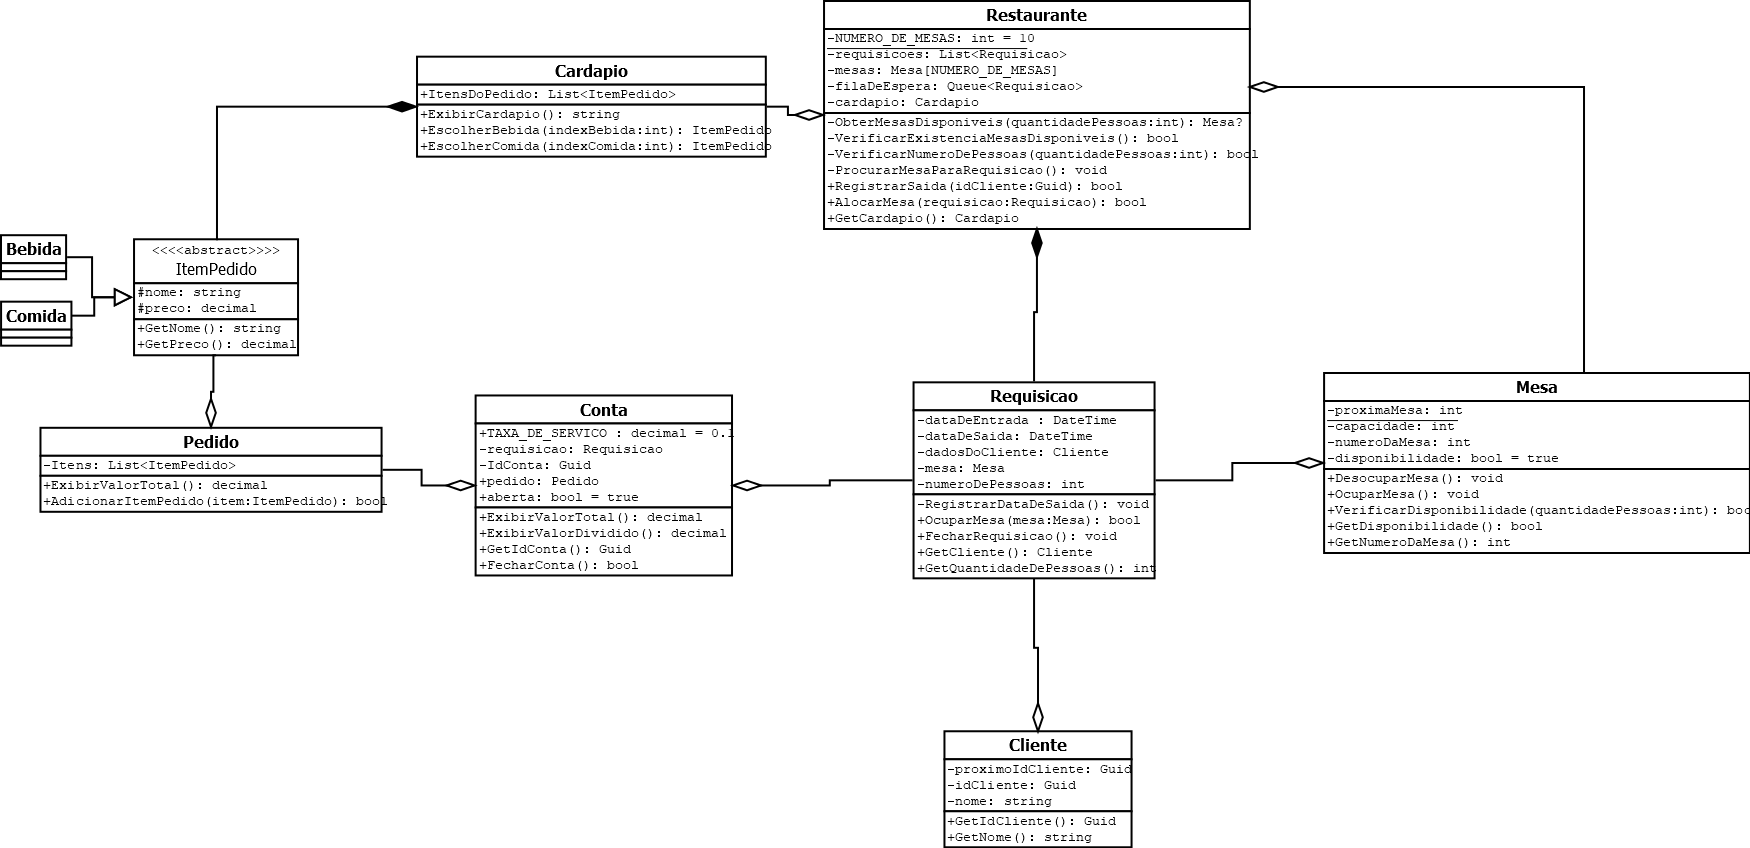 Restaurante
-NUMERO_DE_MESAS: int = 10
-requisicoes: List<Requisicao>
-mesas: Mesa[NUMERO_DE_MESAS]
-filaDeEspera: Queue<Requisicao>
-cardapio: Cardapio
-ObterMesasDisponiveis(quantidadePessoas:int): Mesa?
-VerificarExistenciaMesasDisponiveis(): bool
-VerificarNumeroDePessoas(quantidadePessoas:int): bool
-ProcurarMesaParaRequisicao(): void
+RegistrarSaida(idCliente:Guid): bool
+AlocarMesa(requisicao:Requisicao): bool
+GetCardapio(): Cardapio
Cardapio
+ItensDoPedido: List<ItemPedido>
+ExibirCardapio(): string
+EscolherBebida(indexBebida:int): ItemPedido
+EscolherComida(indexComida:int): ItemPedido
Bebida
Comida
<<<<abstract>>>>
ItemPedido
#nome: string
#preco: decimal
+GetNome(): string
+GetPreco(): decimal
Pedido
-Itens: List<ItemPedido>
+ExibirValorTotal(): decimal
+AdicionarItemPedido(item:ItemPedido): bool
Conta
+TAXA_DE_SERVICO : decimal = 0.1
-requisicao: Requisicao
-IdConta: Guid
+pedido: Pedido
+aberta: bool = true
+ExibirValorTotal(): decimal
+ExibirValorDividido(): decimal
+GetIdConta(): Guid
+FecharConta(): bool
Requisicao
-dataDeEntrada : DateTime
-dataDeSaida: DateTime
-dadosDoCliente: Cliente
-mesa: Mesa
-numeroDePessoas: int
-RegistrarDataDeSaida(): void
+OcuparMesa(mesa:Mesa): bool
+FecharRequisicao(): void
+GetCliente(): Cliente
+GetQuantidadeDePessoas(): int
Mesa
-proximaMesa: int
-capacidade: int
-numeroDaMesa: int
-disponibilidade: bool = true
+DesocuparMesa(): void
+OcuparMesa(): void
+VerificarDisponibilidade(quantidadePessoas:int): boo
+GetDisponibilidade(): bool
+GetNumeroDaMesa(): int
Cliente
-proximoIdCliente: Guid
-idCliente: Guid
-nome: string
+GetIdCliente(): Guid
+GetNome(): string